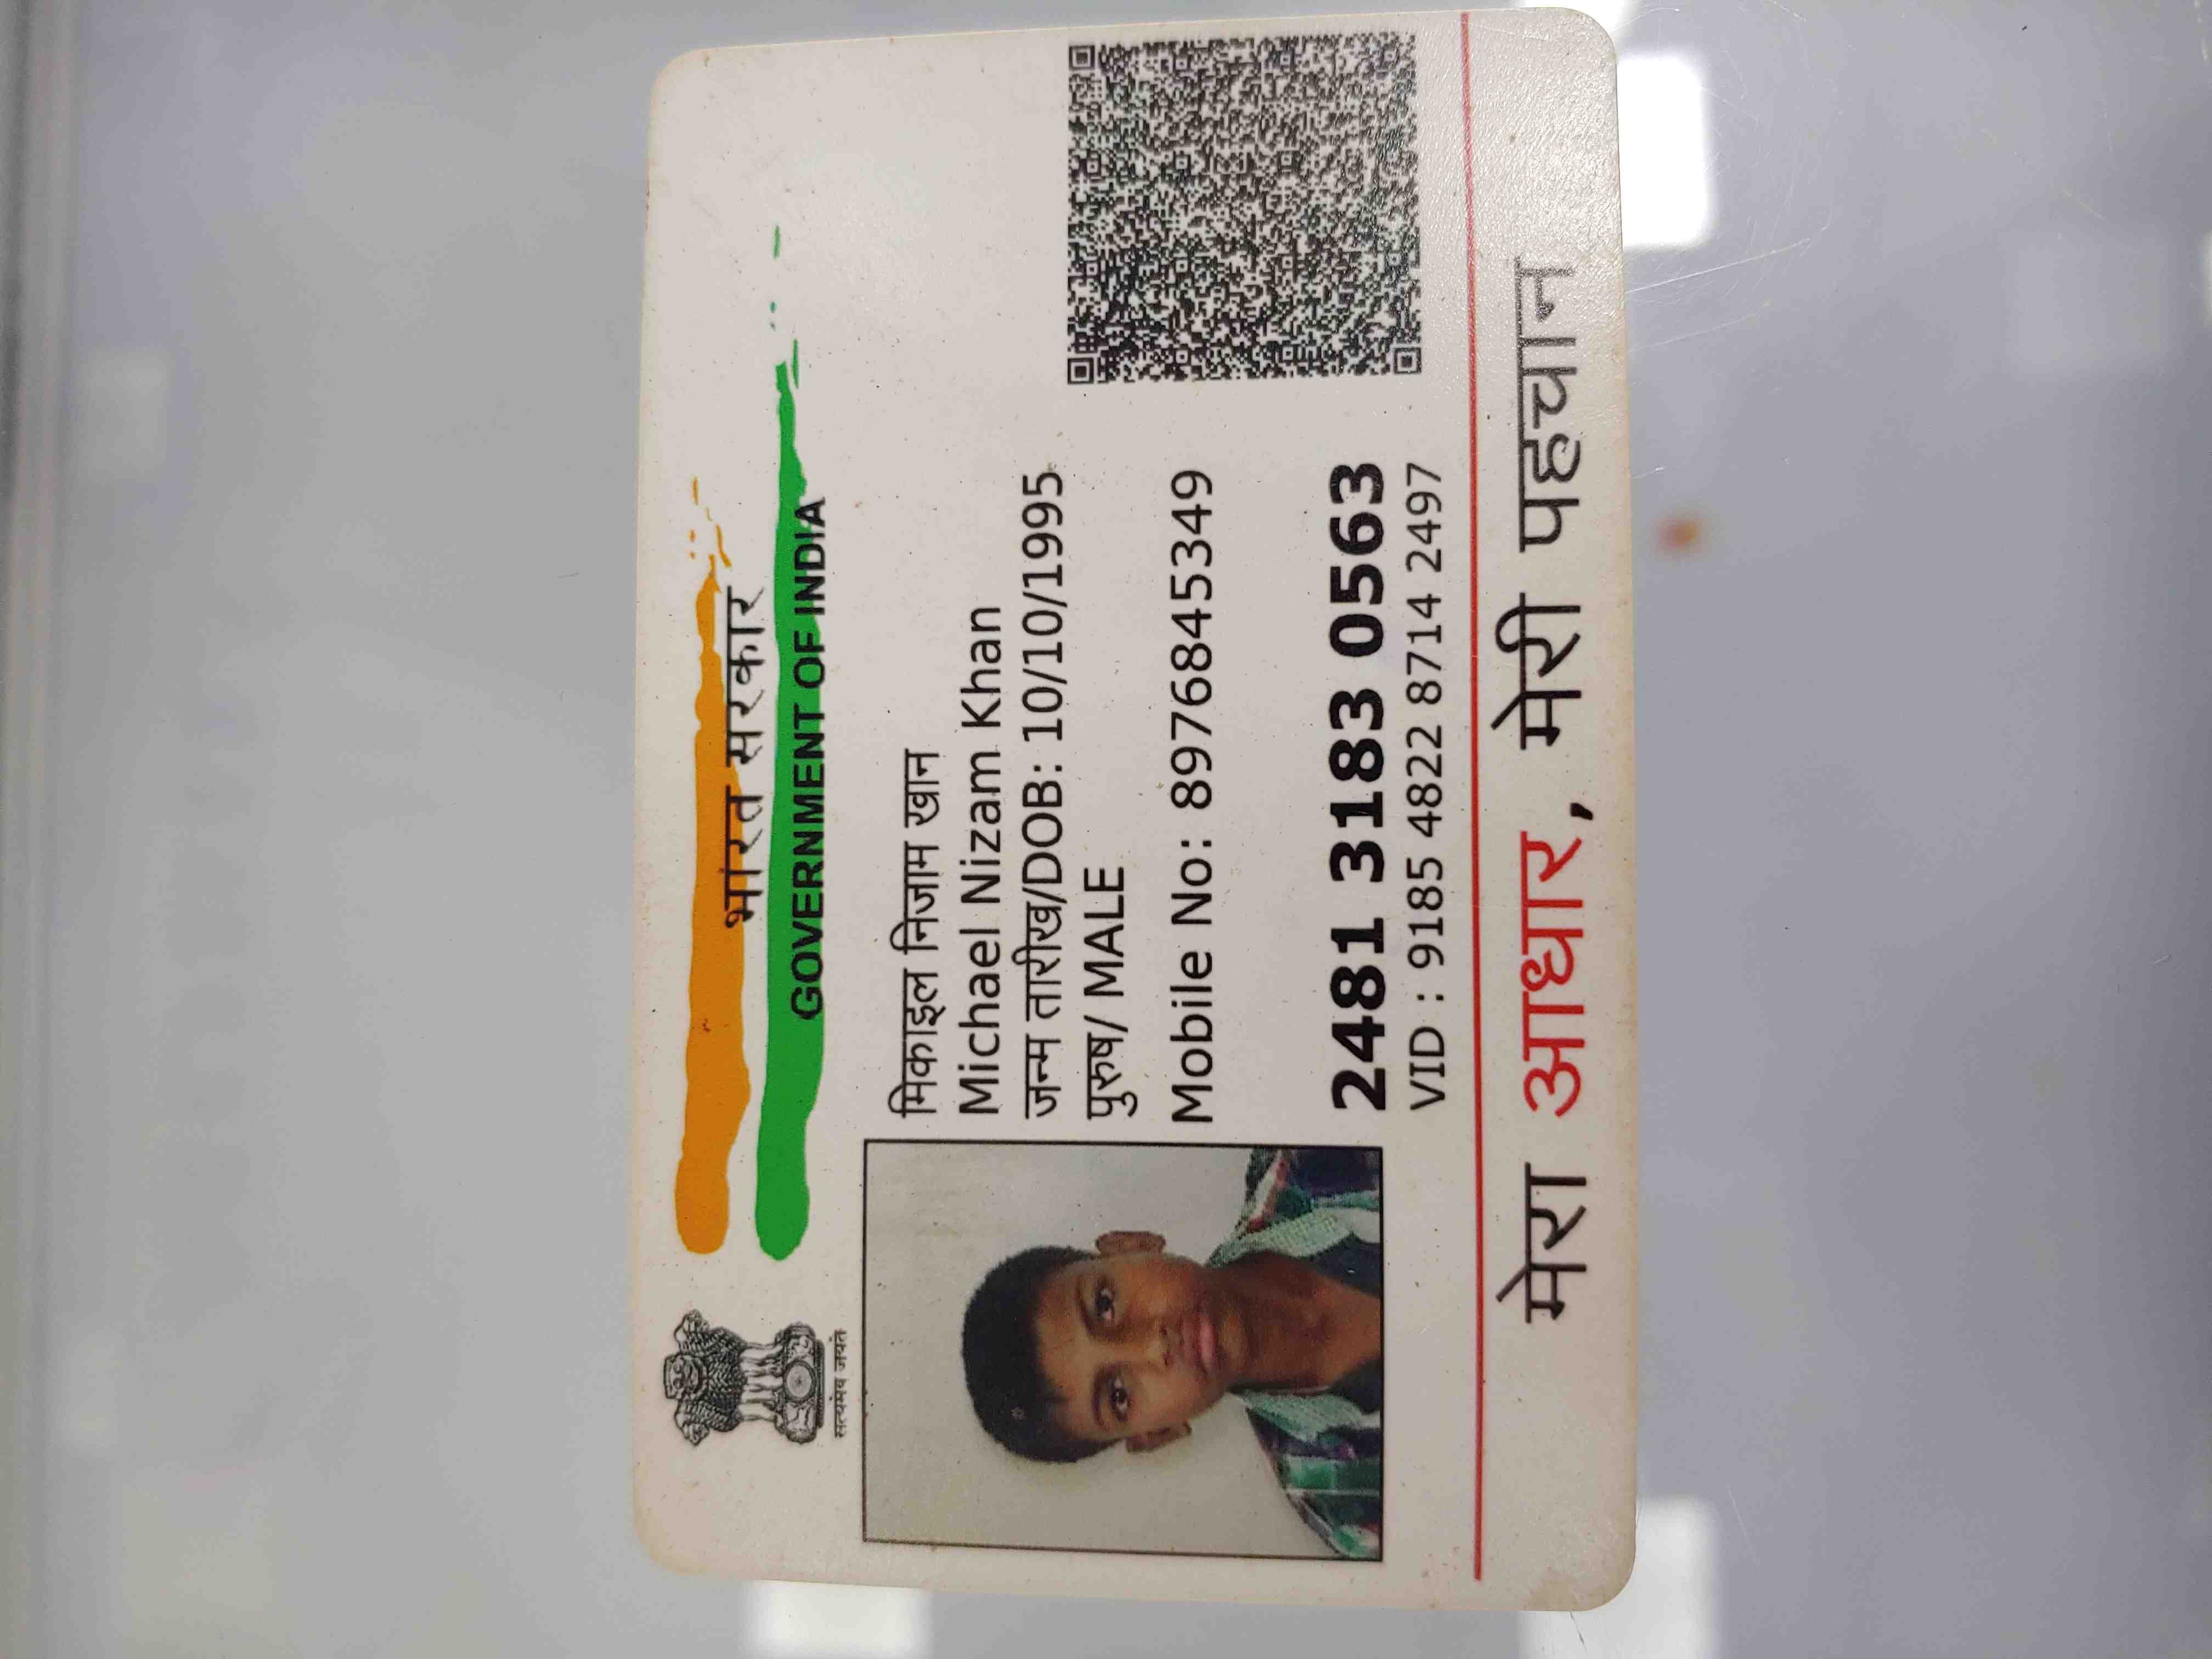 भारत सरकार
GOVERNMENT OF INDIA
सत्यमेव जयते
मिकाइल निजाम खान
Michael Nizam Khan
जन्म तारीख/DOB: 10/10/1995
पुरुष/ MALE
Mobile No: 8976845349
2481 3183 0563
VID : 9185 4822 8714 2497
मेरा आधार, मेरी पहचान